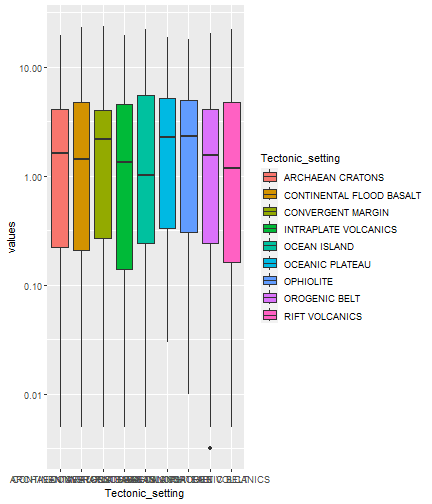 10.00
Tectonic_setting
ARCHAEAN CRATONS
CONTINENTAL FLOOD BASALT
1.00
CONVERGENT MARGIN
INTRAPLATE VOLCANICS
values
OCEAN ISLAND
OCEANIC PLATEAU
0.10
OPHIOLITE
OROGENIC BELT
RIFT VOLCANICS
0.01
Tectonic_setting